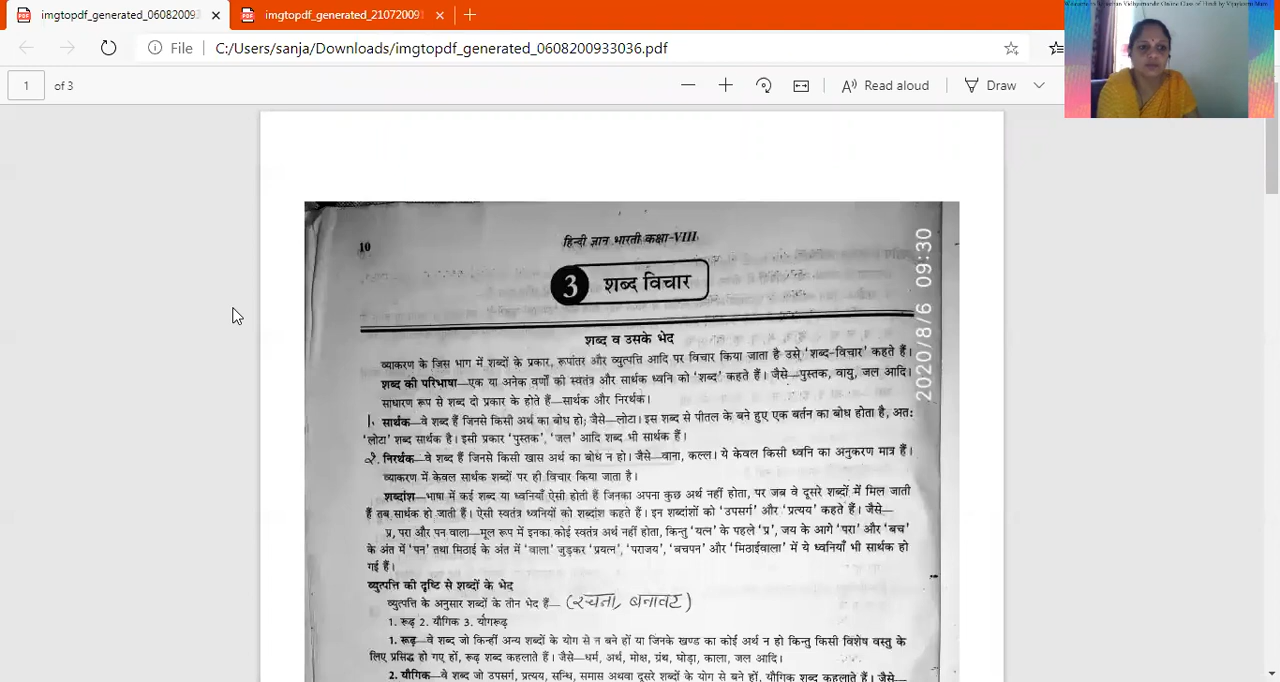 imgtopdf_generated_060820093
imgtopdf_generated_210720091
File
C:/Users/sanja/Downloads/imgtopdf_generated_0608200933036.pdf
1 of 3
Read aloud
Draw
10
हिन्दी ज्ञान भारती कक्षा-VIII
3 शब्द विचार
2020/8/6 09:30
शब्द व उसके भेद
व्याकरण के जिस भाग में शब्दों के प्रकार, रूपांतर और व्युत्पत्ति आदि पर विचार किया जाता है उसे 'शब्द-विचार' कहते हैं।
शब्द की परिभाषा—एक या अनेक वर्णों की स्वतंत्र और सार्थक ध्वनि को 'शब्द' कहते हैं। जैसे—पुस्तक, वायु, जल आदि।
साधारण रूप से शब्द दो प्रकार के होते हैं—सार्थक और निरर्थक।
1. सार्थक—वे शब्द हैं जिनसे किसी अर्थ का बोध हो; जैसे—लोटा। इस शब्द से पीतल के बने हुए एक बर्तन का बोध होता है, अत:
'लोटा' शब्द सार्थक है। इसी प्रकार 'पुस्तक', 'जल' आदि शब्द भी सार्थक हैं।
2. निरर्थक—वे शब्द हैं जिनसे किसी खास अर्थ का बोध न हो। जैसे—वाना, कल्ल। ये केवल किसी ध्वनि का अनुकरण मात्र हैं।
व्याकरण में केवल सार्थक शब्दों पर ही विचार किया जाता है।
शब्दांश—भाषा में कई शब्द या ध्वनियाँ ऐसी होती हैं जिनका अपना कुछ अर्थ नहीं होता, पर जब वे दूसरे शब्दों में मिल जाती
हैं तब सार्थक हो जाती हैं। ऐसी स्वतंत्र ध्वनियों को शब्दांश कहते हैं। इन शब्दांशों को 'उपसर्ग' और 'प्रत्यय' कहते हैं। जैसे—
प्र, परा और पन वाला—मूल रूप में इनका कोई स्वतंत्र अर्थ नहीं होता, किन्तु 'यत्न' के पहले 'प्र', जय के आगे 'परा' और 'बच'
के अंत में 'पन' तथा मिठाई के अंत में 'वाला' जुड़कर 'प्रयत्न', 'पराजय', 'बचपन' और 'मिठाईवाला' में ये ध्वनियाँ भी सार्थक हो
गई हैं।
व्युत्पत्ति की दृष्टि से शब्दों के भेद
व्युत्पत्ति के अनुसार शब्दों के तीन भेद हैं— (रचना, बनावट)
1. रूढ़ 2. यौगिक 3. योगरूढ़
1. रूढ़—वे शब्द जो किन्हीं अन्य शब्दों के योग से न बने हों या जिनके खण्ड का कोई अर्थ न हो किन्तु किसी विशेष वस्तु के
लिए प्रसिद्ध हो गए हों, रूढ़ शब्द कहलाते हैं। जैसे—धर्म, अर्थ, मोक्ष, ग्रंथ, घोड़ा, काला, जल आदि।
2. यौगिक—वे शब्द जो उपसर्ग, प्रत्यय, सन्धि, समास अथवा दूसरे शब्दों के योग से बने हों, यौगिक शब्द कहलाते हैं। जैसे—